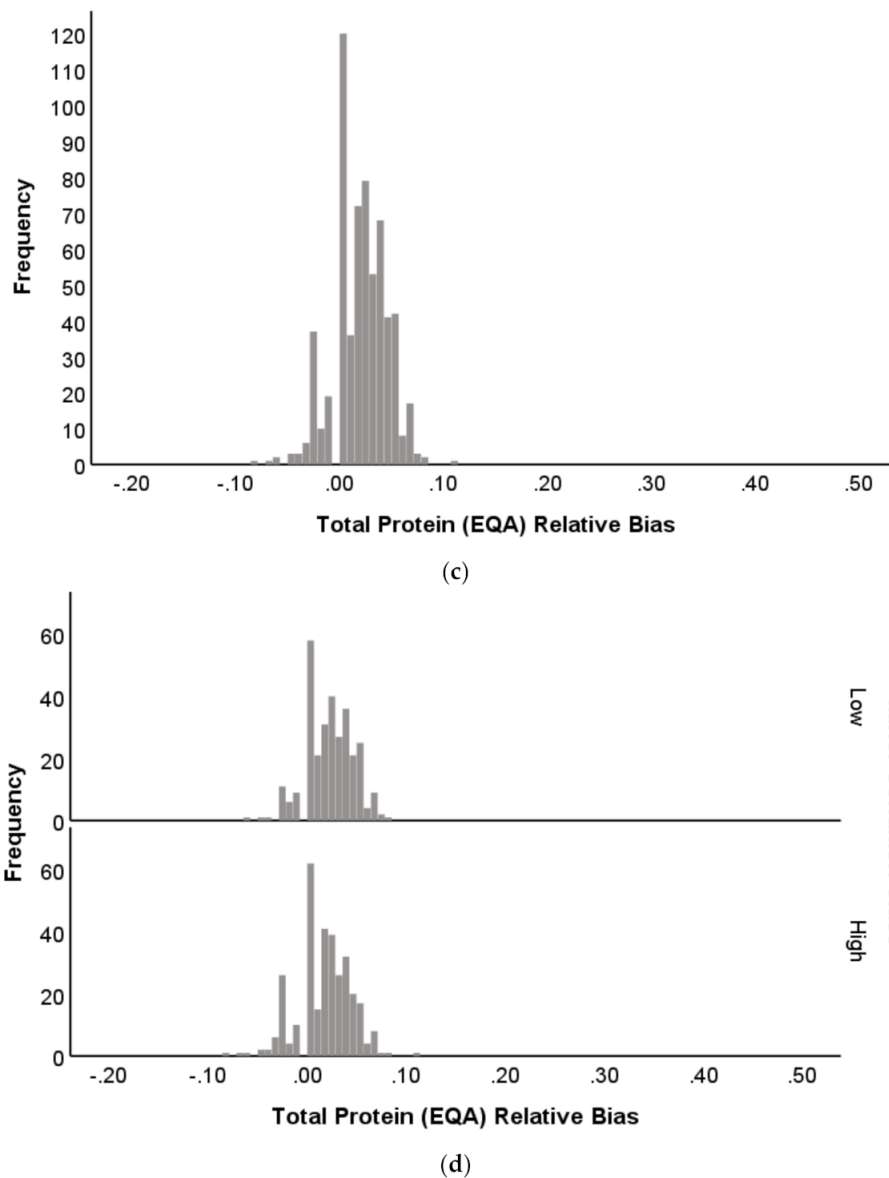 120
110
100
90
80
70
60
50
40
30
20
10
0
Frequency
-.20 -.10 .00 .10 .20 .30 .40 .50
Total Protein (EQA) Relative Bias
(c)
60
40
20
0
Low
Frequency
60
40
20
0
High
-.20 -.10 .00 .10 .20 .30 .40 .50
Total Protein (EQA) Relative Bias
(d)